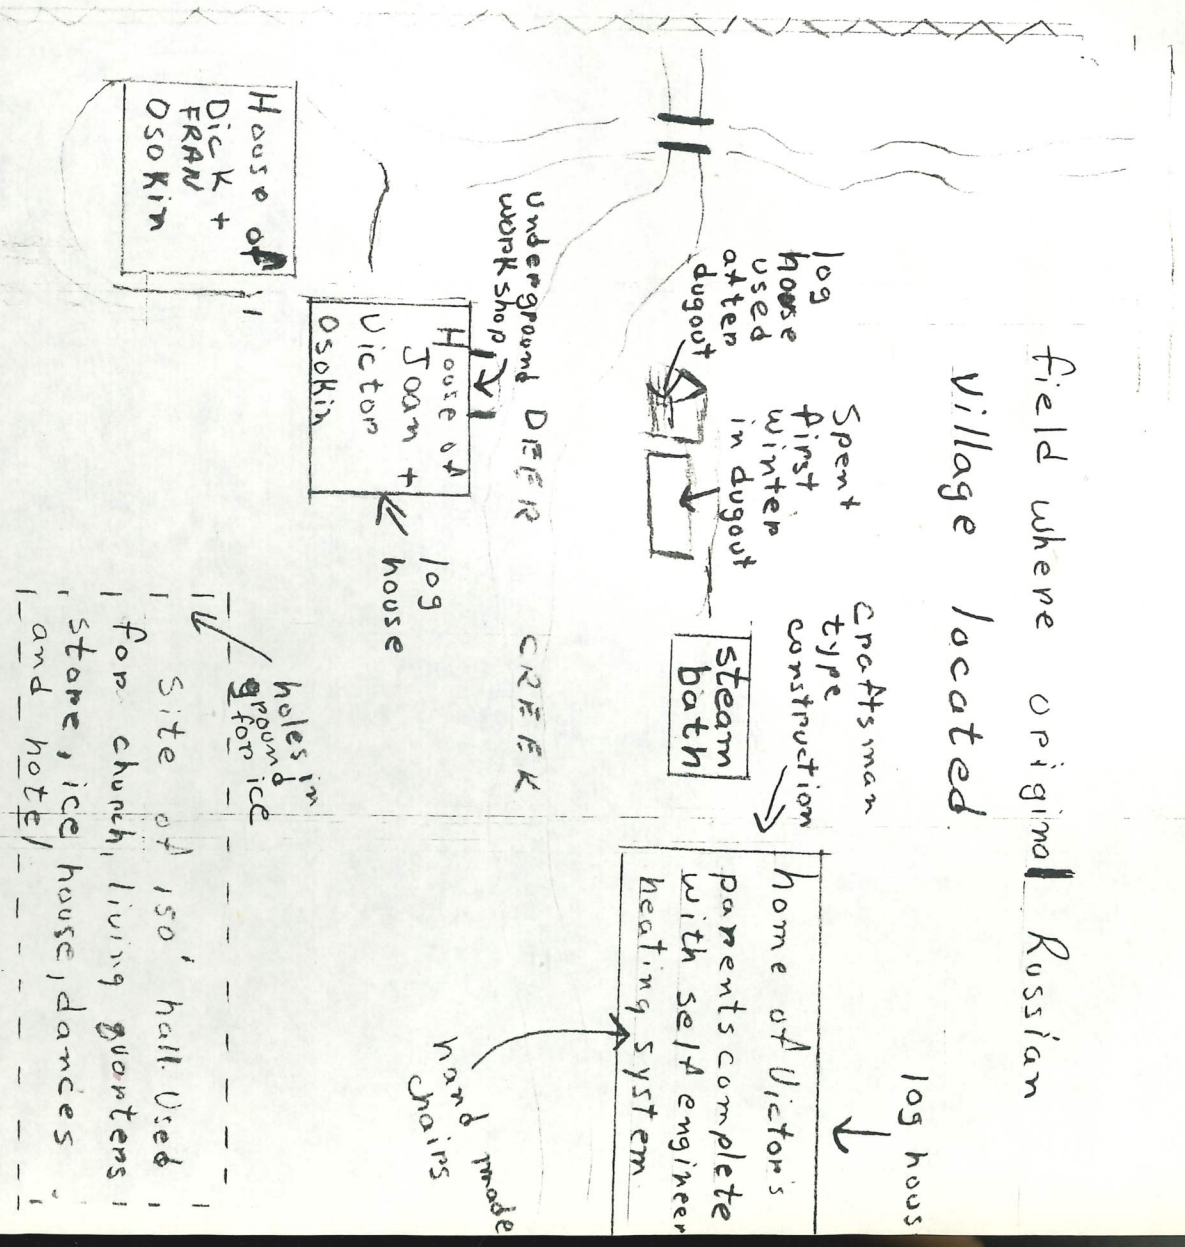 field where original Russian
village located
log hous
craftsman
type
construction
Spent
first
winter
in dugout
log
house
used
after
dugout
steam
bath
home of Victor's
parents complete
with self engineer
heating system
hand made
chairs
DEER CREEK
underground
workshop
House of
Joan +
Victor
Osokin
log
house
House of
Dick +
FRAN
Osokin
holes in
ground
for ice
Site of 150' hall. Used
for church, living quarters
store, ice house, dances
and hotel